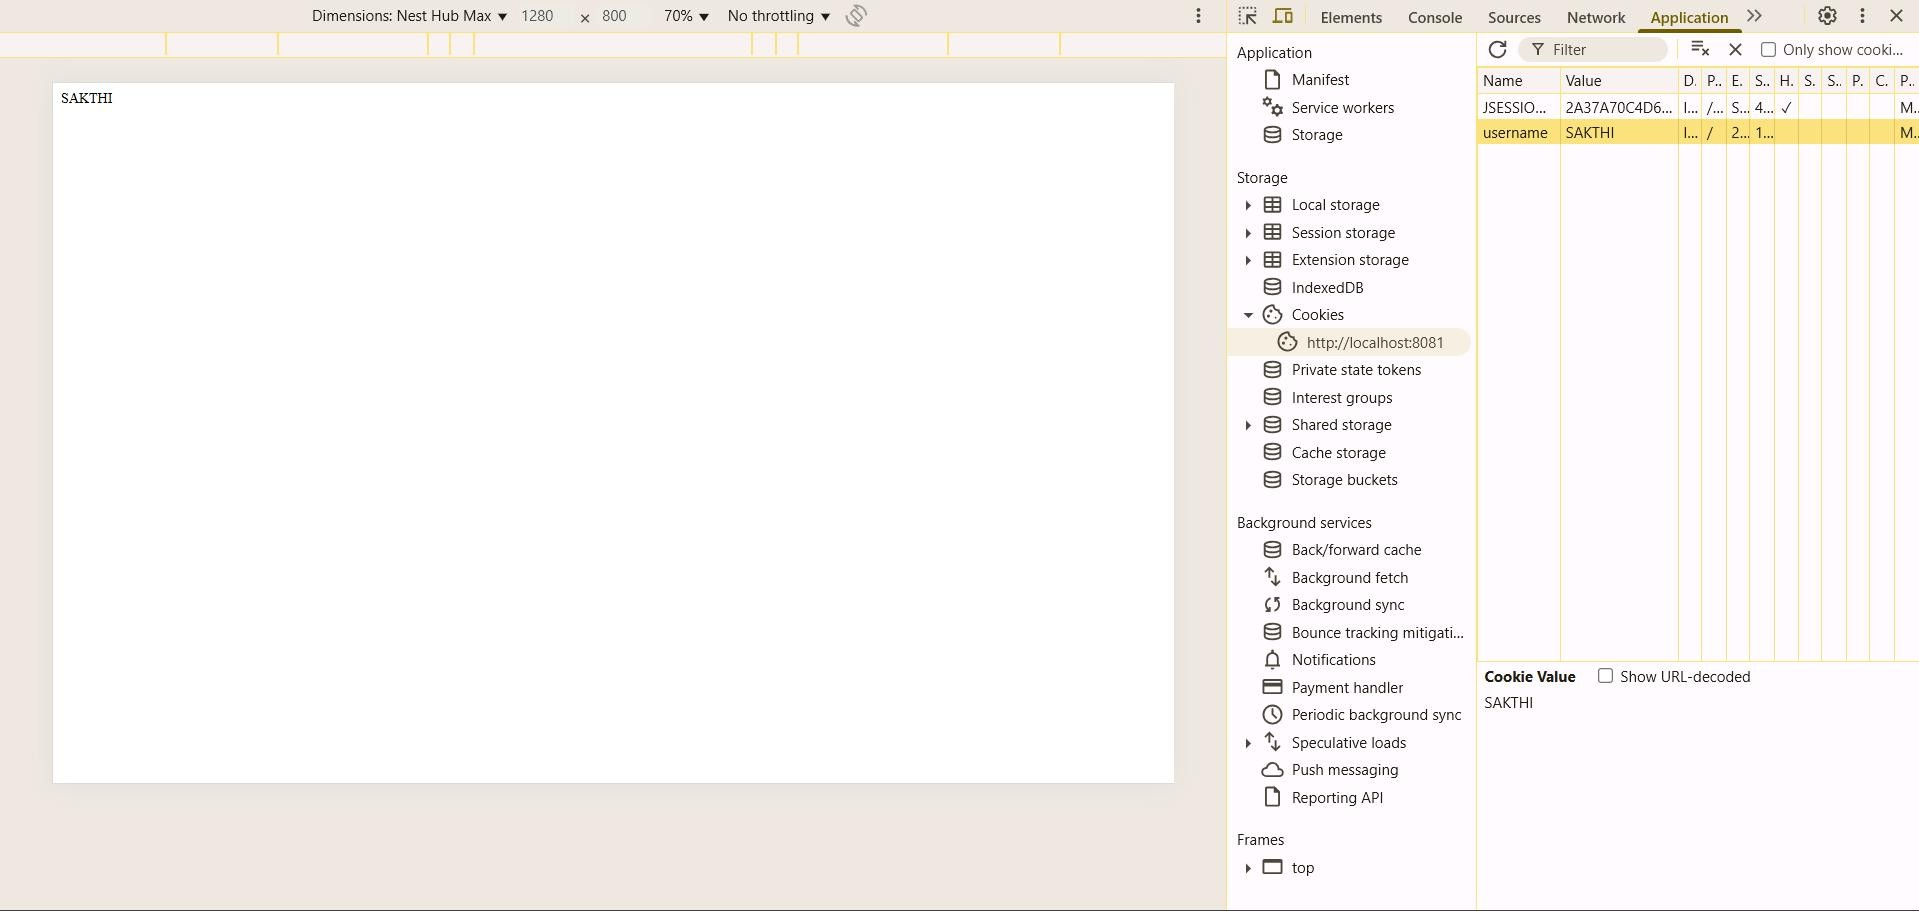 Dimensions: Nest Hub Max ▼ 1280 × 800 70% ▼ No throttling ▼
SAKTHI
Elements Console Sources Network Application
Application
Manifest
Service workers
Storage
Storage
Local storage
Session storage
Extension storage
IndexedDB
Cookies
http://localhost:8081
Private state tokens
Interest groups
Shared storage
Cache storage
Storage buckets
Background services
Back/forward cache
Background fetch
Background sync
Bounce tracking mitigati...
Notifications
Payment handler
Periodic background sync
Speculative loads
Push messaging
Reporting API
Frames
top
Filter Only show cooki...
Name Value D. P.. E. S.. H. S. S.. P. C. P..
JSESSIO... 2A37A70C4D6... l... /... S... 4... ✓ M..
username SAKTHI l... / 2... 1... M..
Cookie Value Show URL-decoded
SAKTHI